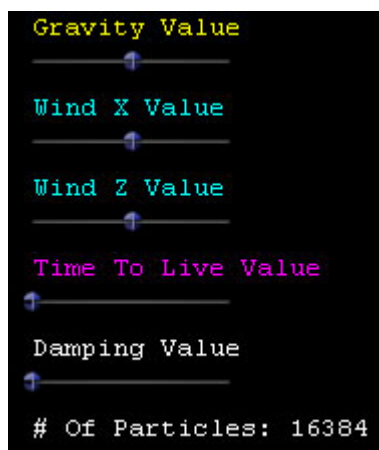 Gravity Value
Wind X Value
Wind Z Value
Time To Live Value
Damping Value
# Of Particles: 16384